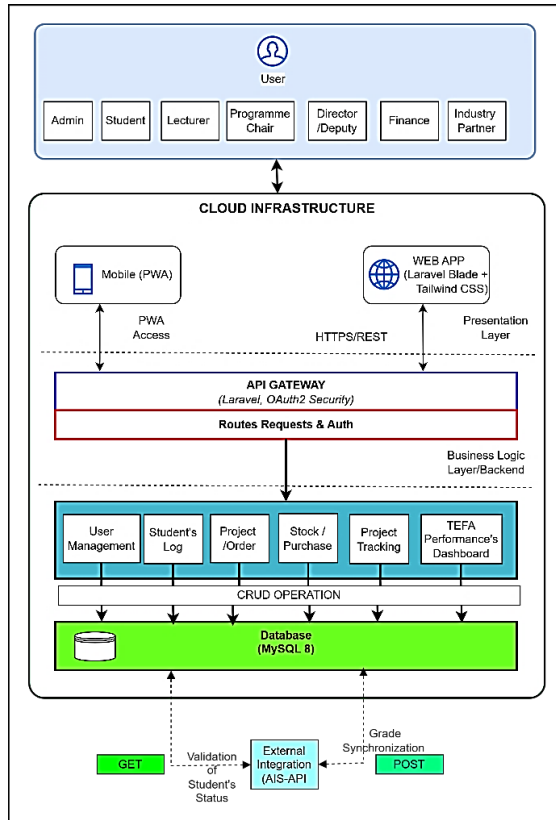 User
Admin
Student
Lecturer
Programme
Chair
Director
/Deputy
Finance
Industry
Partner
CLOUD INFRASTRUCTURE
Mobile (PWA)
WEB APP
(Laravel Blade +
Tailwind CSS)
PWA
Access
HTTPS/REST
Presentation
Layer
API GATEWAY
(Laravel, OAuth2 Security)
Routes Requests & Auth
Business Logic
Layer/Backend
User
Management
Student's
Log
Project
/Order
Stock /
Purchase
Project
Tracking
TEFA
Performance's
Dashboard
CRUD OPERATION
Database
(MySQL 8)
GET
Validation
of
Student's
Status
External
Integration
(AIS-API
Grade
Synchronization
POST